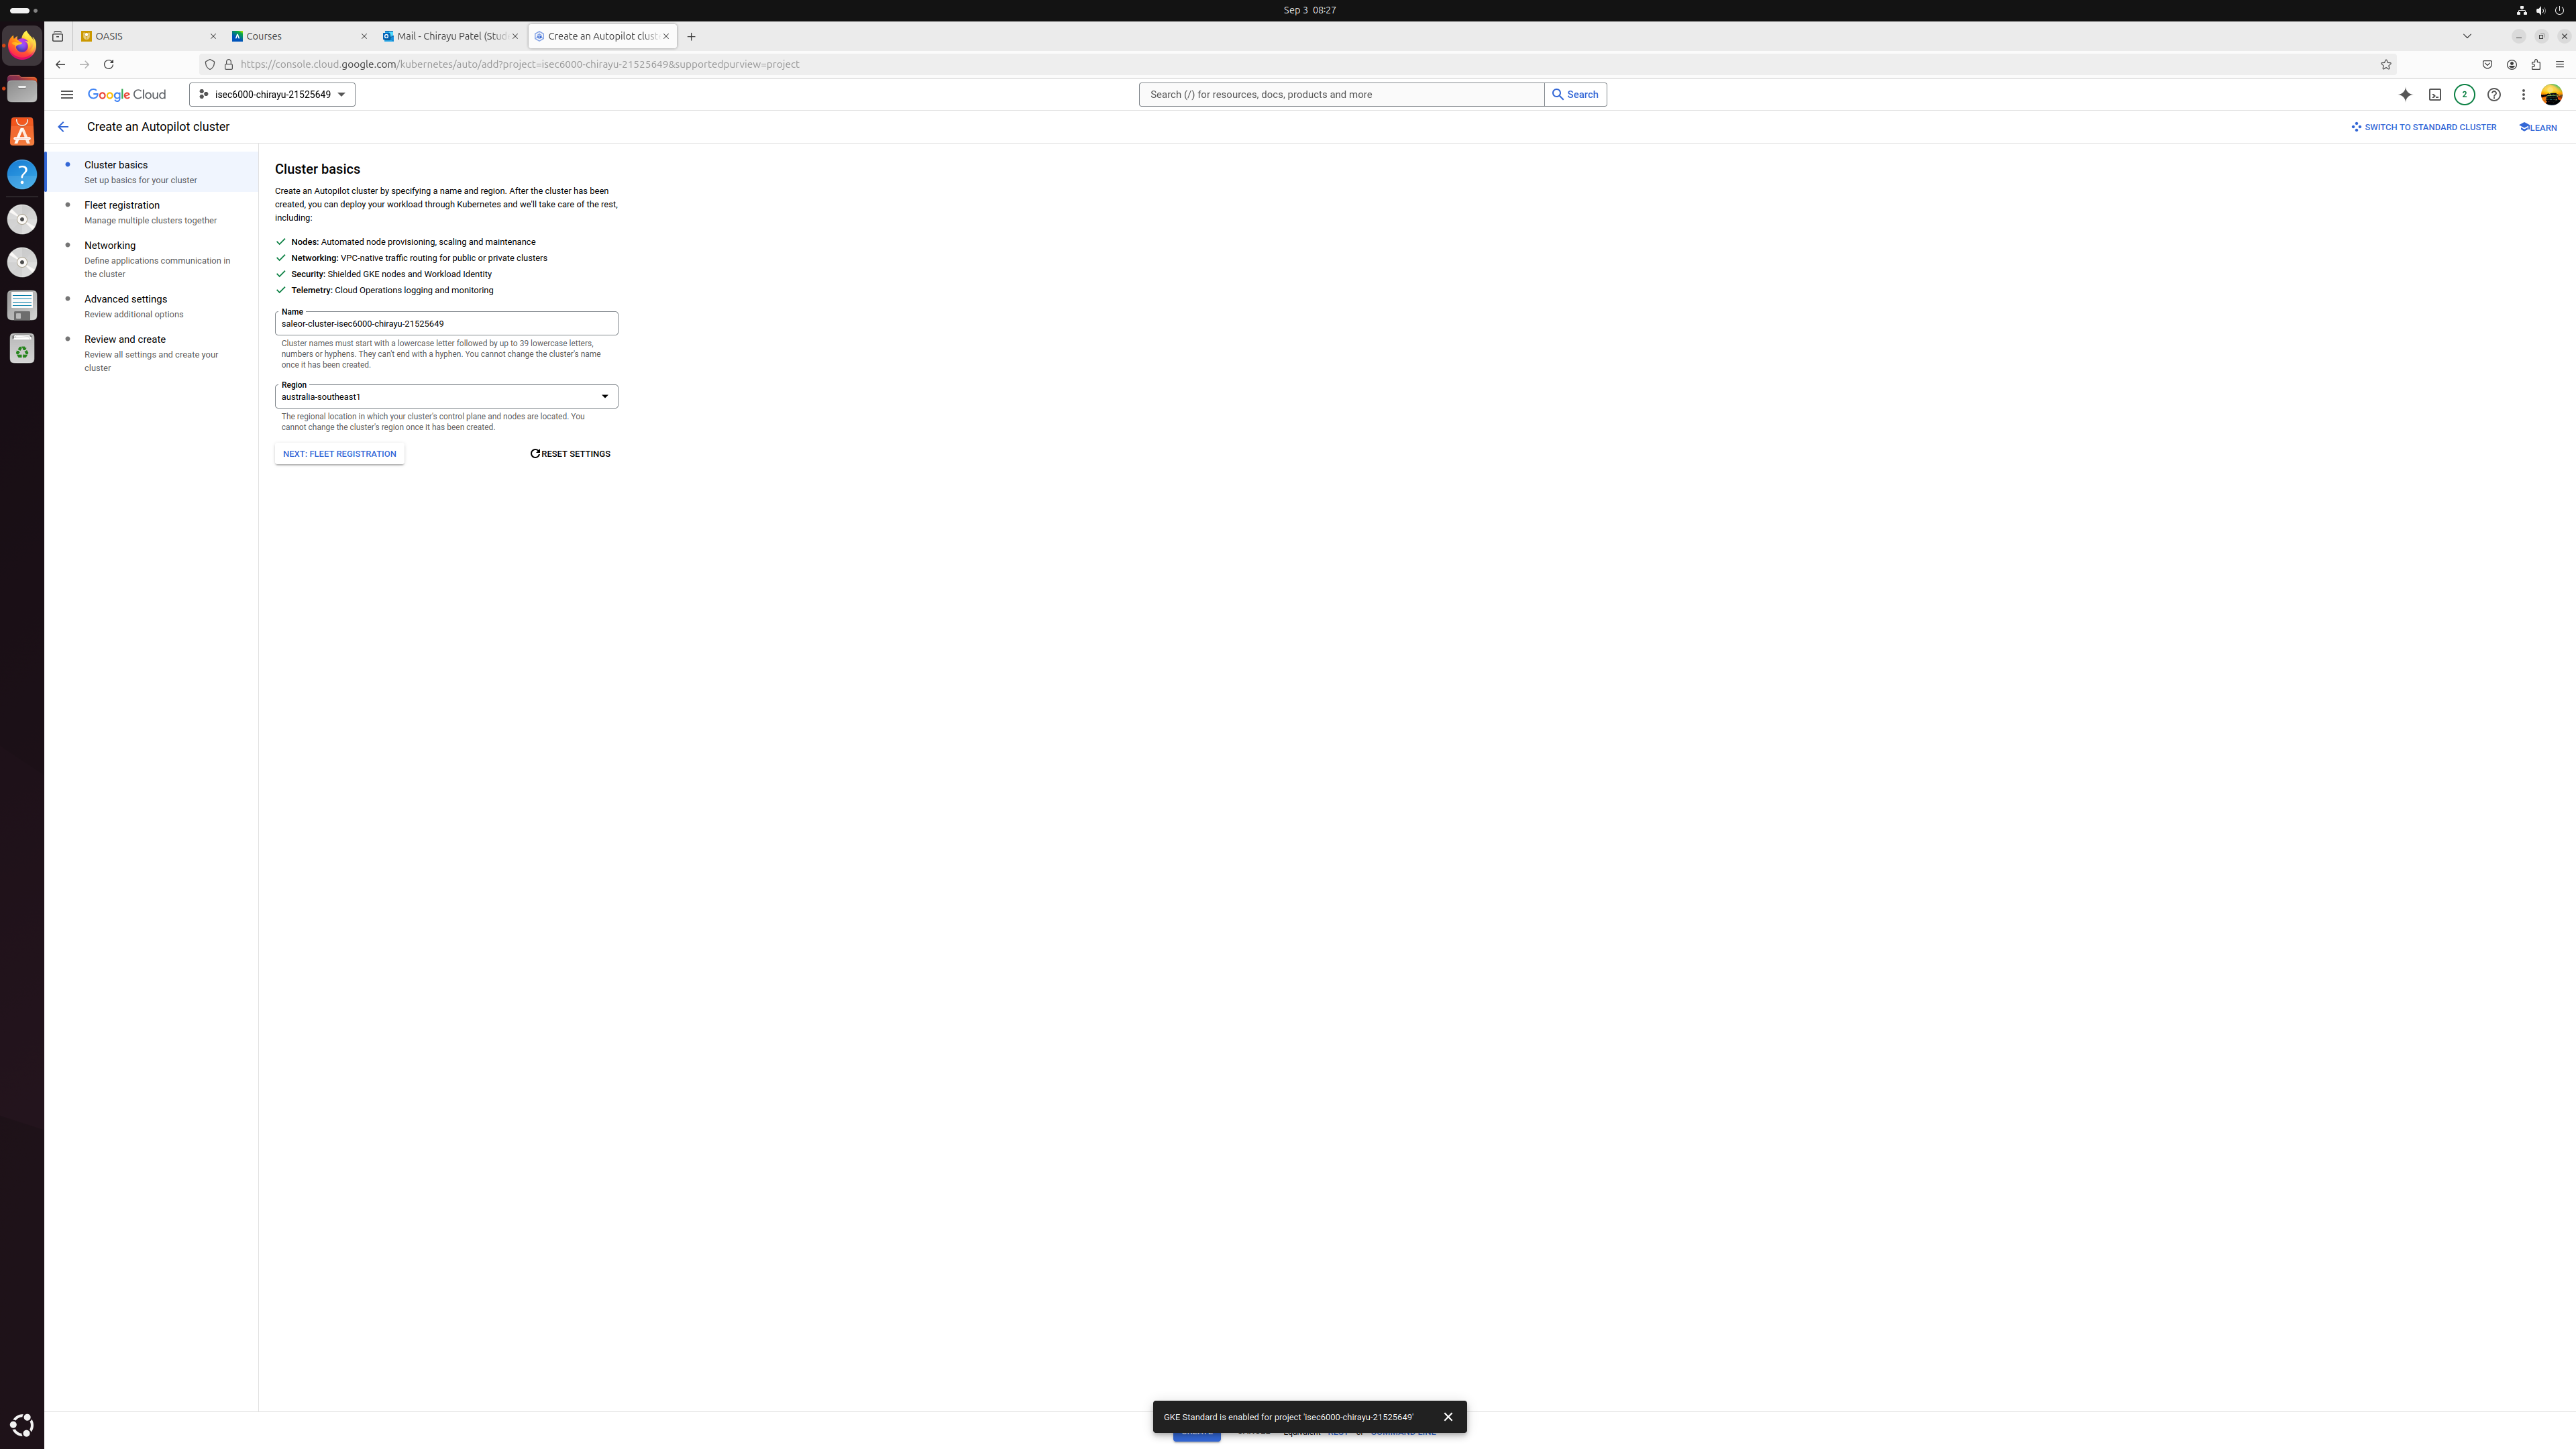 Sep 3 08:27
OASIS
Courses
Mail - Chirayu Patel (Stud
Create an Autopilot clust
https://console.cloud.google.com/kubernetes/auto/add?project=isec6000-chirayu-21525649&supportedpurview=project
Google Cloud
isec6000-chirayu-21525649
Search (/) for resources, docs, products and more
Search
2
Create an Autopilot cluster
SWITCH TO STANDARD CLUSTER
LEARN
Cluster basics
Set up basics for your cluster
Fleet registration
Manage multiple clusters together
Networking
Define applications communication in
the cluster
Advanced settings
Review additional options
Review and create
Review all settings and create your
cluster
Cluster basics
Create an Autopilot cluster by specifying a name and region. After the cluster has been
created, you can deploy your workload through Kubernetes and we'll take care of the rest,
including:
Nodes: Automated node provisioning, scaling and maintenance
Networking: VPC-native traffic routing for public or private clusters
Security: Shielded GKE nodes and Workload Identity
Telemetry: Cloud Operations logging and monitoring
Name
saleor-cluster-isec6000-chirayu-21525649
Cluster names must start with a lowercase letter followed by up to 39 lowercase letters,
numbers or hyphens. They can't end with a hyphen. You cannot change the cluster's name
once it has been created.
Region
australia-southeast1
The regional location in which your cluster's control plane and nodes are located. You
cannot change the cluster's region once it has been created.
NEXT: FLEET REGISTRATION
RESET SETTINGS
GKE Standard is enabled for project 'isec6000-chirayu-21525649'